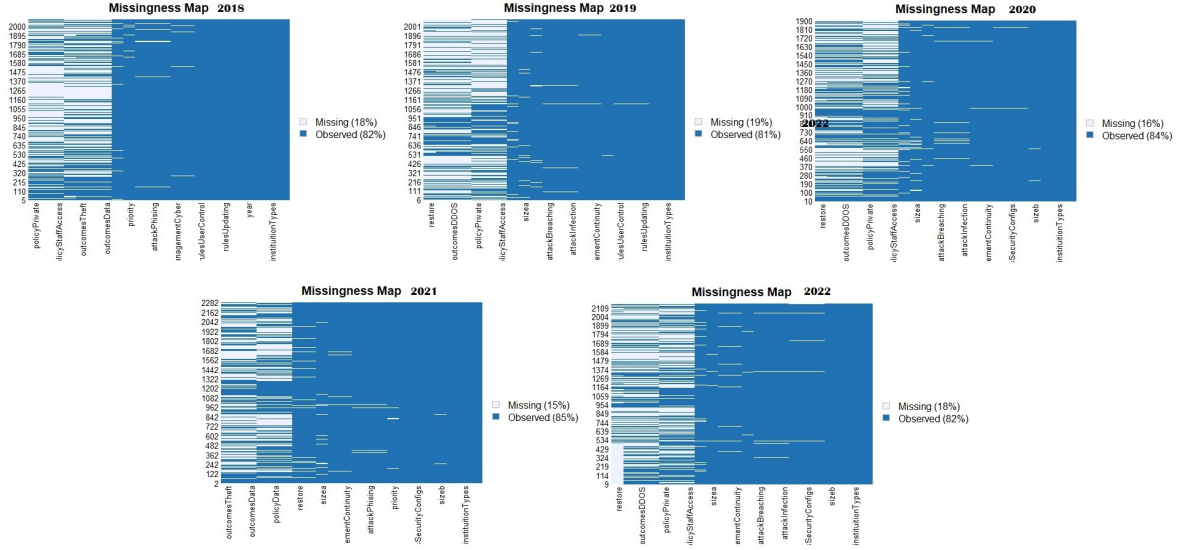 Missingness Map 2018
2000
1895
1790
1685
1580
1475
1370
1266
1160
1055
950
845
740
635
530
425
320
215
110
5
Missing (18%)
Observed (82%)
policyPrivate
licyStaffAccess
outcomesTheft
outcomesData
priority
attackPhising
nagementCyber
ulesUserControl
rulesUpdating
year
instituitionTypes
Missingness Map 2019
2001
1896
1791
1686
1581
1476
1371
1266
1161
1056
951
846
741
636
531
426
321
216
111
6
Missing (19%)
Observed (81%)
restore
outcomesDDOS
policyPrivate
licyStaffAccess
sizea
attackBreaching
attackInfection
ementContinuity
ulesUserControl
rulesUpdating
instituitionTypes
Missingness Map 2020
1900
1810
1720
1630
1540
1450
1360
1270
1180
1090
1000
910
2022
730
640
550
460
370
280
190
100
10
Missing (16%)
Observed (84%)
restore
outcomesDDOS
policyPrivate
licyStaffAccess
sizea
attackBreaching
attackInfection
ementContinuity
SecurityConfigs
sizeb
instituitionTypes
Missingness Map 2021
2282
2162
2042
1922
1802
1682
1562
1442
1322
1202
1082
962
842
722
602
482
362
242
122
2
Missing (15%)
Observed (85%)
outcomesTheft
outcomesData
policyData
restore
sizea
ementContinuity
attackPhising
priority
SecurityConfigs
sizeb
instituitionTypes
Missingness Map 2022
2109
2004
1899
1794
1689
1584
1479
1374
1269
1164
1059
954
849
744
639
534
429
324
219
114
9
Missing (18%)
Observed (82%)
restore
outcomesDDOS
policyPrivate
licyStaffAccess
sizea
ementContinuity
attackBreaching
attackInfection
SecurityConfigs
sizeb
instituitionTypes